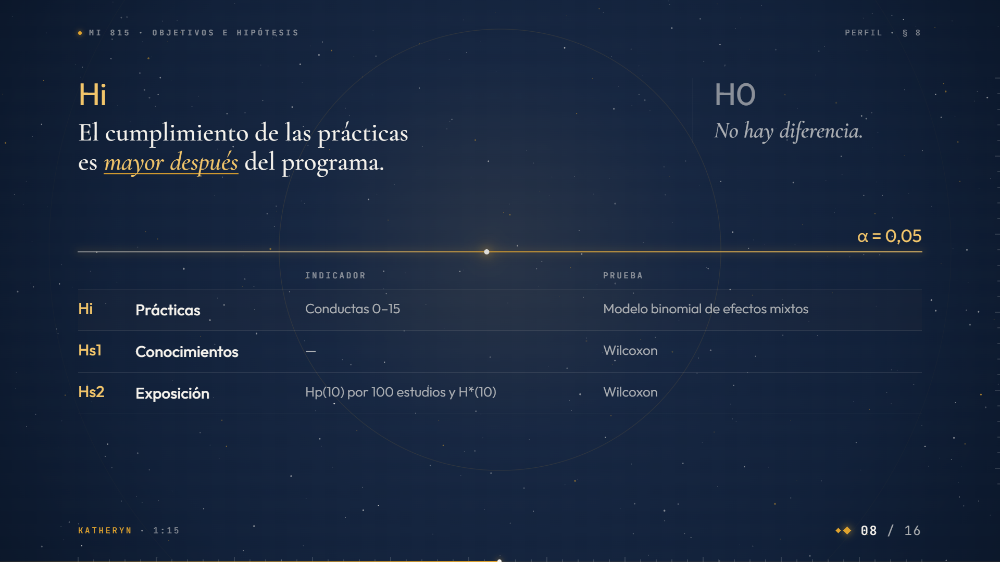 MI 815 · OBJETIVOS E HIPÓTESIS
PERFIL · § 8
Hi
El cumplimiento de las prácticas
es mayor después del programa.
H0
No hay diferencia.
α = 0,05
INDICADOR PRUEBA
Hi Prácticas Conductas 0–15 Modelo binomial de efectos mixtos
Hs1 Conocimientos — Wilcoxon
Hs2 Exposición Hp(10) por 100 estudios y H*(10) Wilcoxon
KATHERYN · 1:15
08 / 16